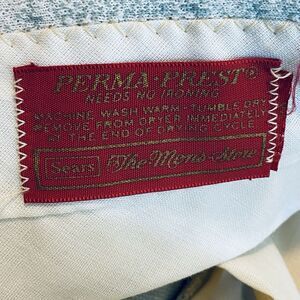 PERMA·PREST®
NEEDS NO IRONING
MACHINE WASH WARM - TUMBLE DRY
REMOVE FROM DRYER IMMEDIATELY
AT THE END OF DRYING CYCLE
Sears The Men's Store